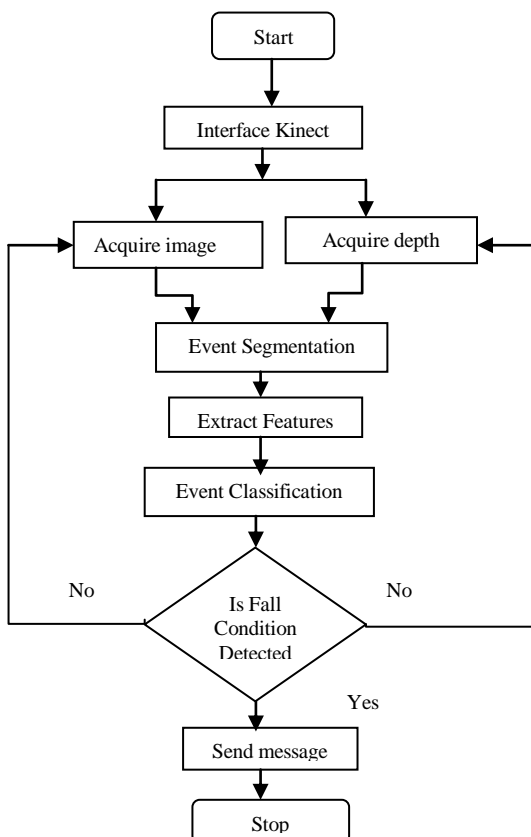 Start
Interface Kinect
Acquire image
Acquire depth
Event Segmentation
Extract Features
Event Classification
No
No
Is Fall
Condition
Detected
Yes
Send message
Stop